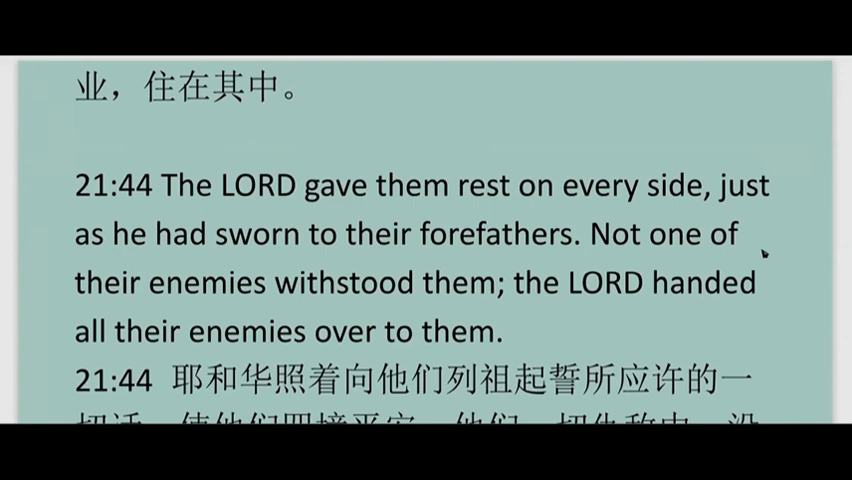 业，住在其中。
21:44 The LORD gave them rest on every side, just
as he had sworn to their forefathers. Not one of
their enemies withstood them; the LORD handed
all their enemies over to them.
21:44 耶和华照着向他们列祖起誓所应许的一